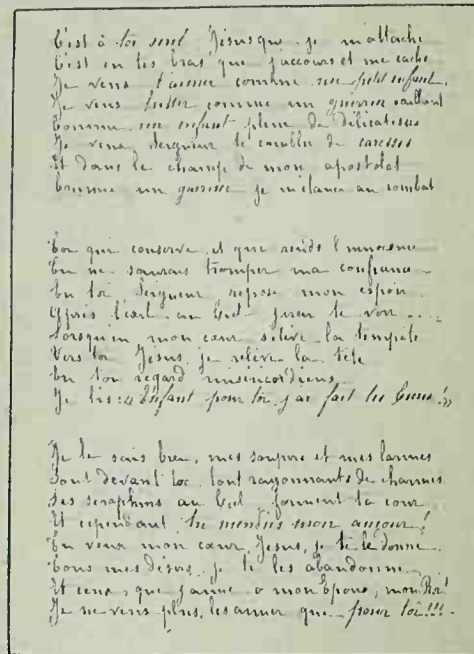 C'est à toi seul Jésus que je m'attache
C'est en tes bras que j'accours et me cache
Je veux t'aimer comme un petit enfant
Je veux lutter comme un guerrier vaillant
Comme un enfant plein de délicatesses
Je veux, Seigneur te combler de caresses
Et dans le champ de mon apostolat
Comme un guerrier je m'élance au combat
Toi qui conserve et qui rends l'innocence
Tu ne saurais tromper ma confiance
En toi, Seigneur repose mon espoir
Après l'exil au Ciel j'irai te voir ....
Lorsqu'en mon cœur s'élève la tempête
Vers toi Jésus, je relève la tête
En ton regard miséricordieux
Je lis : « Enfant pour toi j'ai fait les Cieux ! »
Je le sais bien, mes soupirs et mes larmes
Sont devant toi tout rayonnants de charmes
Les séraphins au Ciel forment ta cour
Et cependant tu mendies mon amour !
Tu veux mon cœur, Jésus, je te le donne
Tous mes désirs je te les abandonne
Et ceux que j'aime ô mon Epoux, mon Roi
Je ne veux plus, les aimer que pour toi !!!